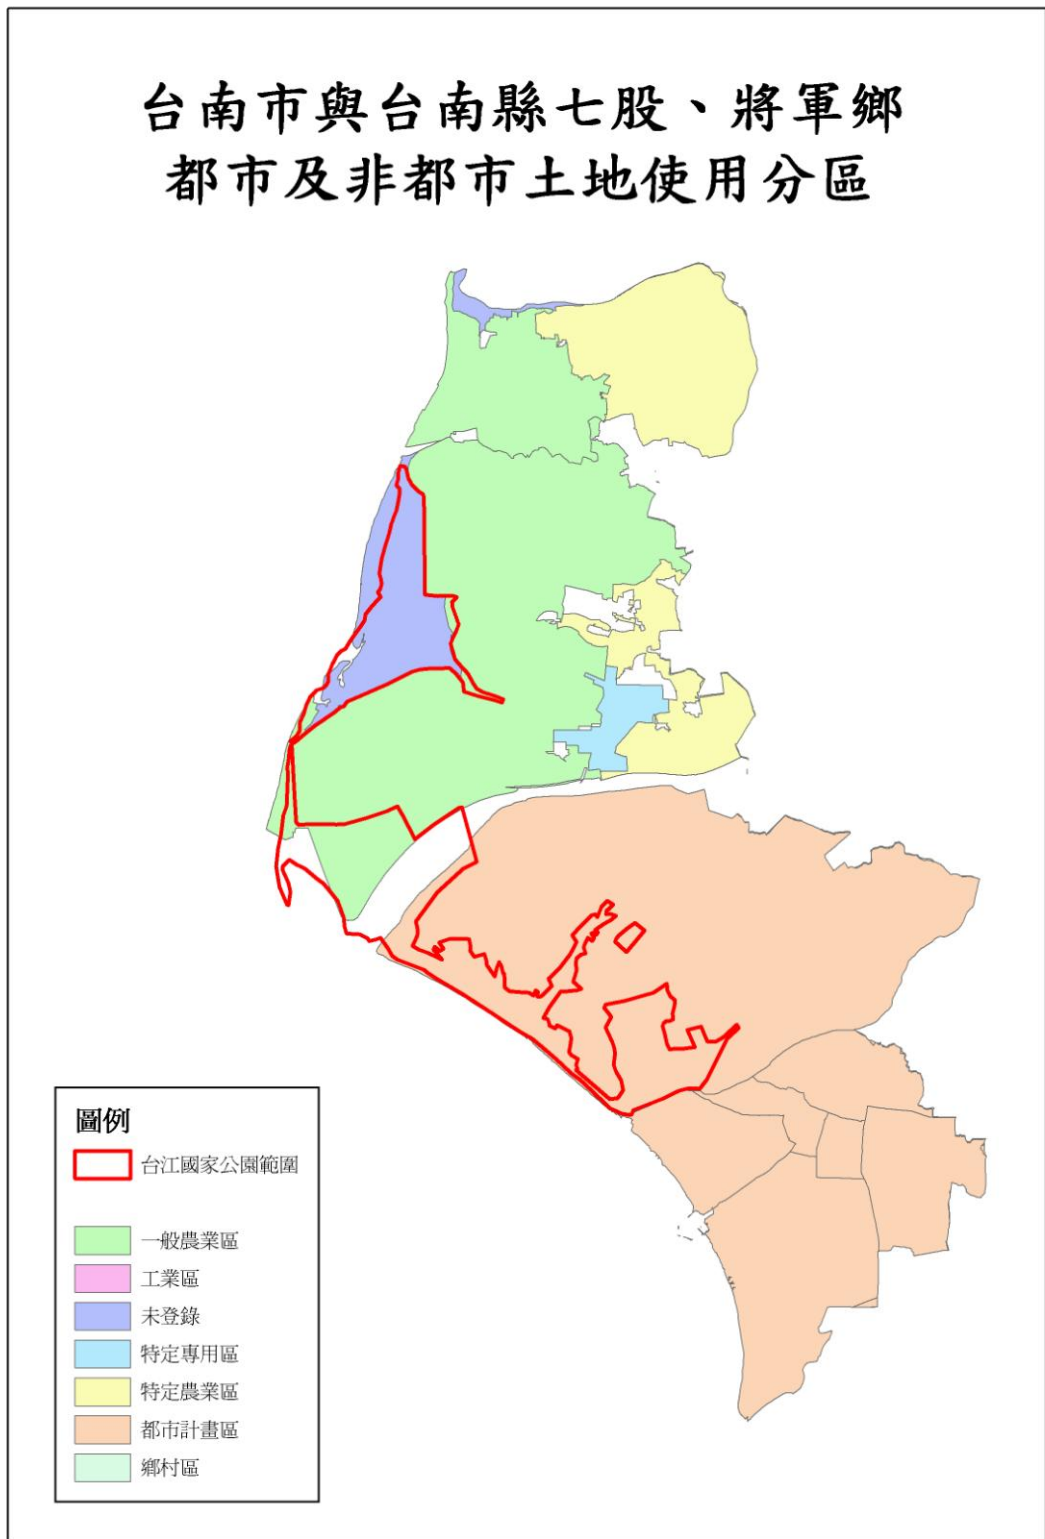 台南市與台南縣七股、將軍鄉
都市及非都市土地使用分區
圖例
台江國家公園範圍
一般農業區
工業區
未登錄
特定專用區
特定農業區
都市計畫區
鄉村區